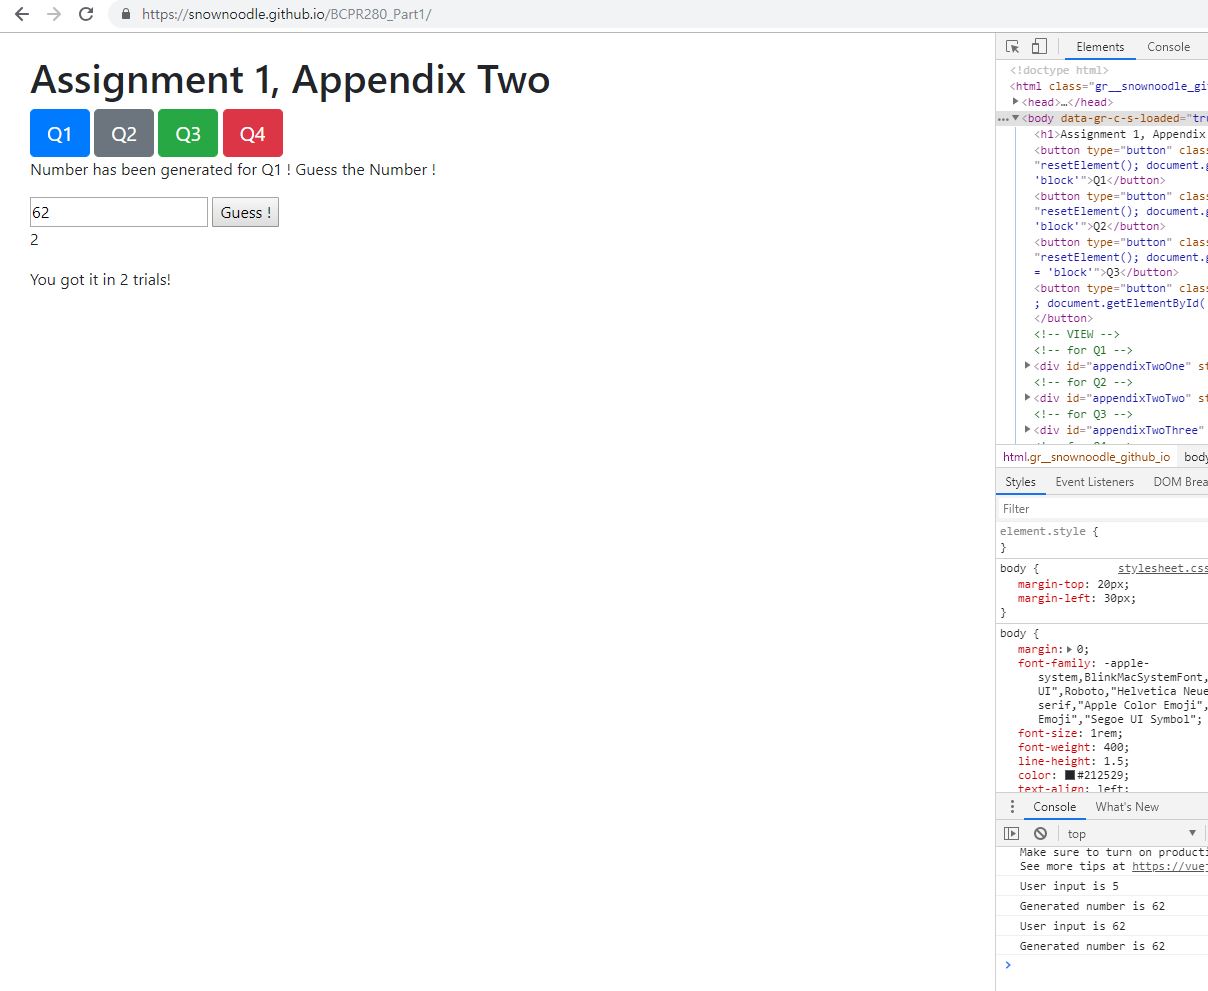 https://snownoodle.github.io/BCPR280_Part1/
Assignment 1, Appendix Two
Q1 Q2 Q3 Q4
Number has been generated for Q1 ! Guess the Number !
62 Guess !
2
You got it in 2 trials!
Elements Console
<!doctype html>
<html class="gr__snownoodle_gi
<head>…</head>
<body data-gr-c-s-loaded="tru
<h1>Assignment 1, Appendix
<button type="button" clas
"resetElement(); document.g
'block'">Q1</button>
<button type="button" clas
"resetElement(); document.g
'block'">Q2</button>
<button type="button" clas
"resetElement(); document.g
= 'block'">Q3</button>
<button type="button" clas
; document.getElementById(
</button>
<!-- VIEW -->
<!-- for Q1 -->
<div id="appendixTwoOne" st
<!-- for Q2 -->
<div id="appendixTwoTwo" st
<!-- for Q3 -->
<div id="appendixTwoThree"
html.gr__snownoodle_github_io body
Styles Event Listeners DOM Brea
Filter
element.style {
}
body { stylesheet.css
margin-top: 20px;
margin-left: 30px;
}
body {
margin: 0;
font-family: -apple-
system,BlinkMacSystemFont,
UI",Roboto,"Helvetica Neue
serif,"Apple Color Emoji",
Emoji","Segoe UI Symbol";
font-size: 1rem;
font-weight: 400;
line-height: 1.5;
color: #212529;
text-align: left;
Console What's New
top
Make sure to turn on producti
See more tips at https://vuej
User input is 5
Generated number is 62
User input is 62
Generated number is 62